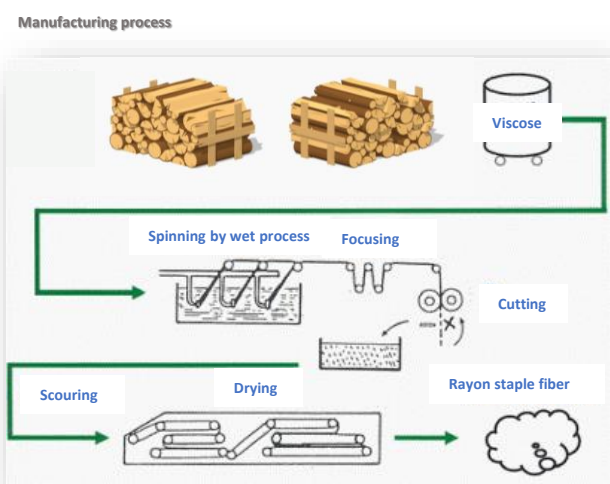 Manufacturing process
Viscose
Spinning by wet process
Focusing
Cutting
Scouring
Drying
Rayon staple fiber